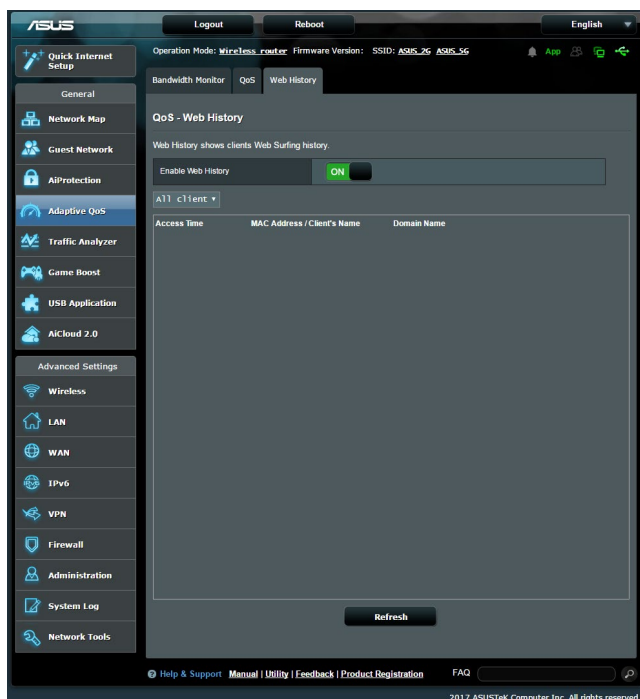 ASUS
Logout
Reboot
English
Quick Internet
Setup
General
Network Map
Guest Network
AiProtection
Adaptive QoS
Traffic Analyzer
Game Boost
USB Application
AiCloud 2.0
Advanced Settings
Wireless
LAN
WAN
IPv6
VPN
Firewall
Administration
System Log
Network Tools
Operation Mode: Wireless router Firmware Version: SSID: ASUS_2G ASUS_5G
App
Bandwidth Monitor
QoS
Web History
QoS - Web History
Web History shows clients Web Surfing history.
Enable Web History
ON
All client
Access Time
MAC Address / Client's Name
Domain Name
Refresh
Help & Support Manual | Utility | Feedback | Product Registration FAQ
2017 ASUSTeK Computer Inc. All rights reserved